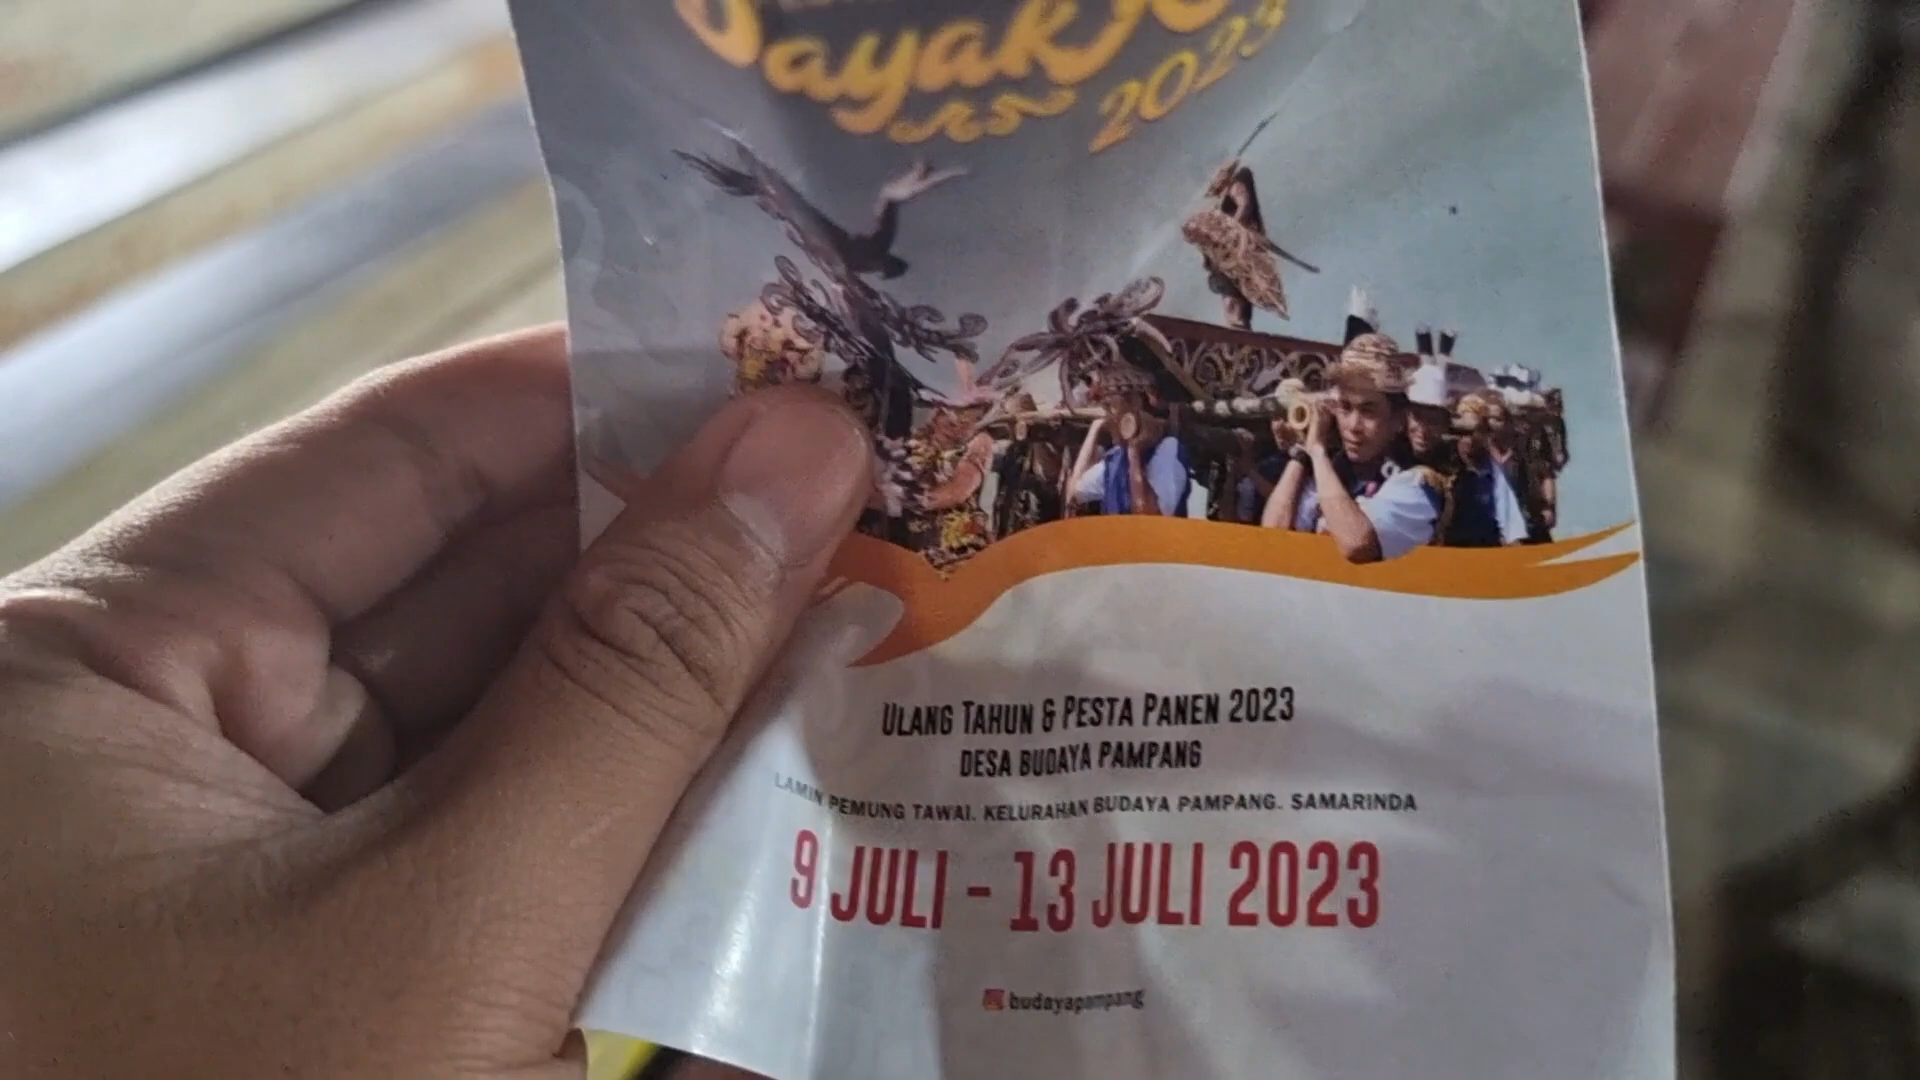 Dayak
2023
ULANG TAHUN & PESTA PANEN 2023
DESA BUDAYA PAMPANG
LAMIN PEMUNG TAWAI. KELURAHAN BUDAYA PAMPANG. SAMARINDA
9 JULI - 13 JULI 2023
budayapampang